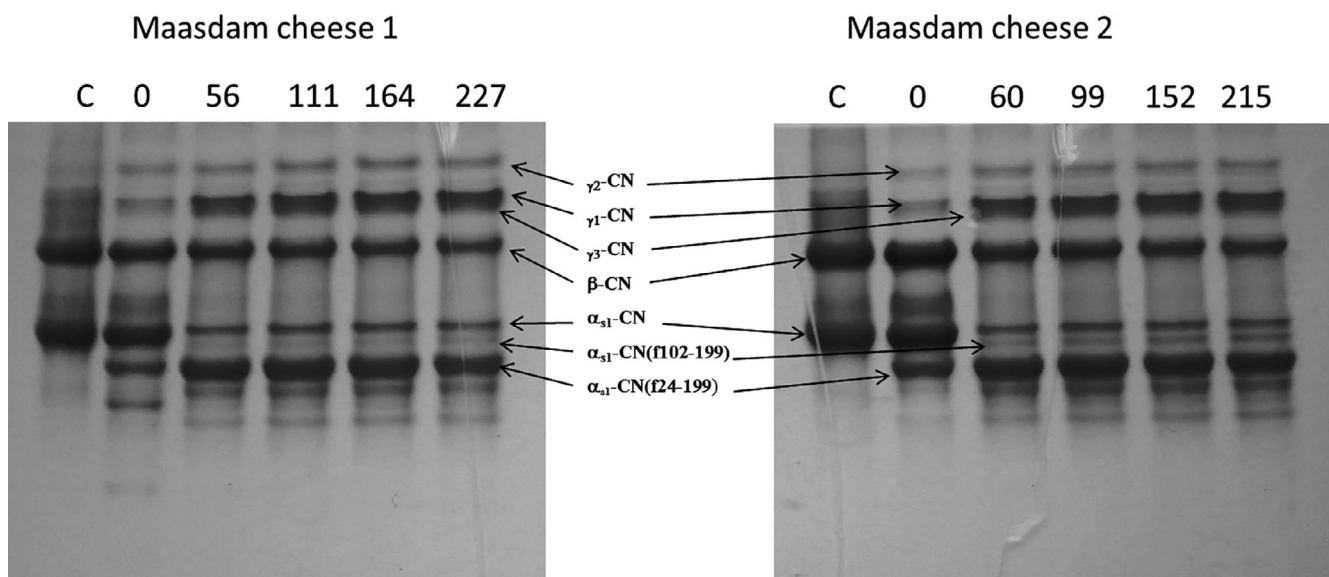 Maasdam cheese 1
Maasdam cheese 2
C 0 56 111 164 227
C 0 60 99 152 215
γ2-CN
γ1-CN
γ3-CN
β-CN
αs1-CN
αs1-CN(f102-199)
αs1-CN(f24-199)